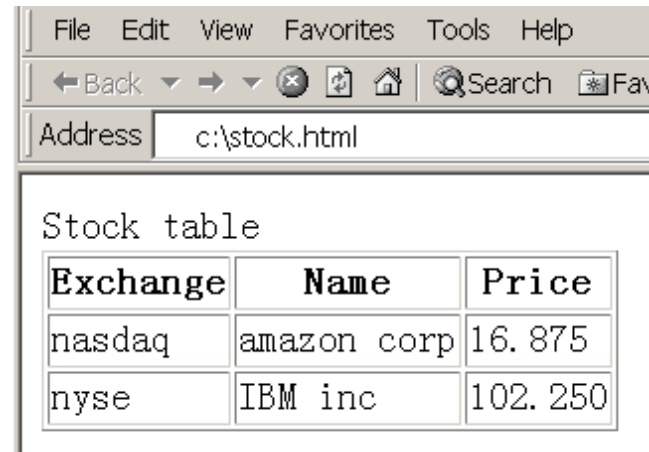 File Edit View Favorites Tools Help
Back Search Fav
Address c:\stock.html
Stock table
Exchange Name Price
nasdaq amazon corp 16.875
nyse IBM inc 102.250